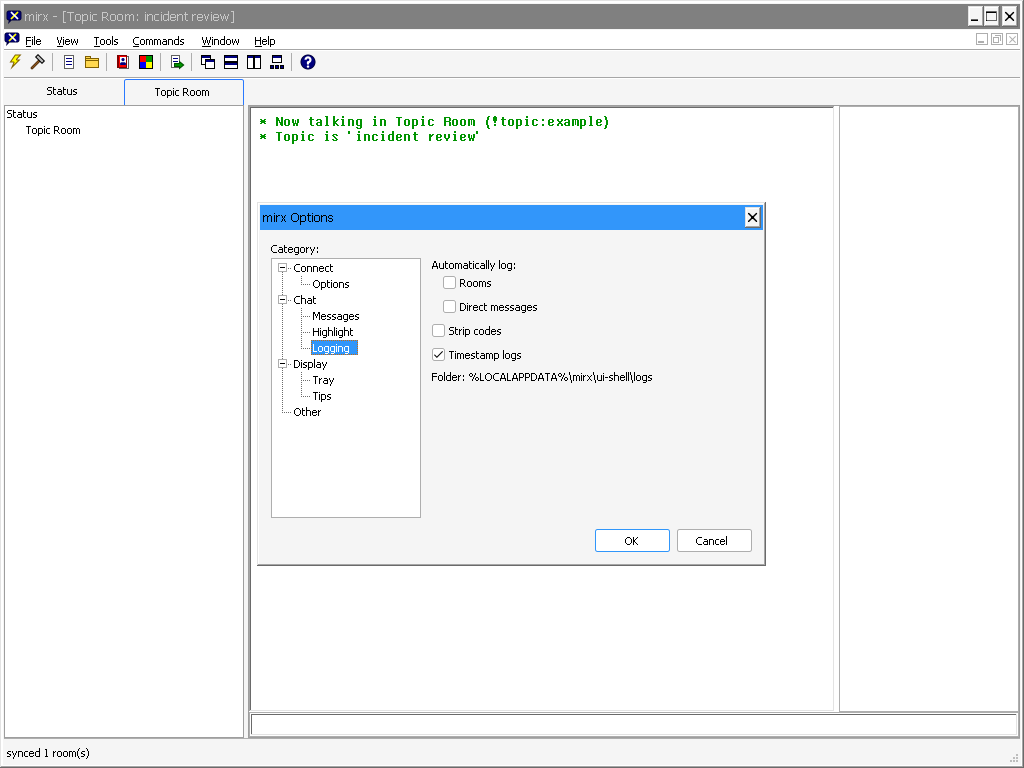 mirx - [Topic Room: incident review]
File View Tools Commands Window Help
Status Topic Room
Status
Topic Room
* Now talking in Topic Room (!topic:example)
* Topic is 'incident review'
mirx Options
Category:
Connect
Options
Chat
Messages
Highlight
Logging
Display
Tray
Tips
Other
Automatically log:
Rooms
Direct messages
Strip codes
Timestamp logs
Folder: %LOCALAPPDATA%\mirx\ui-shell\logs
OK Cancel
synced 1 room(s)